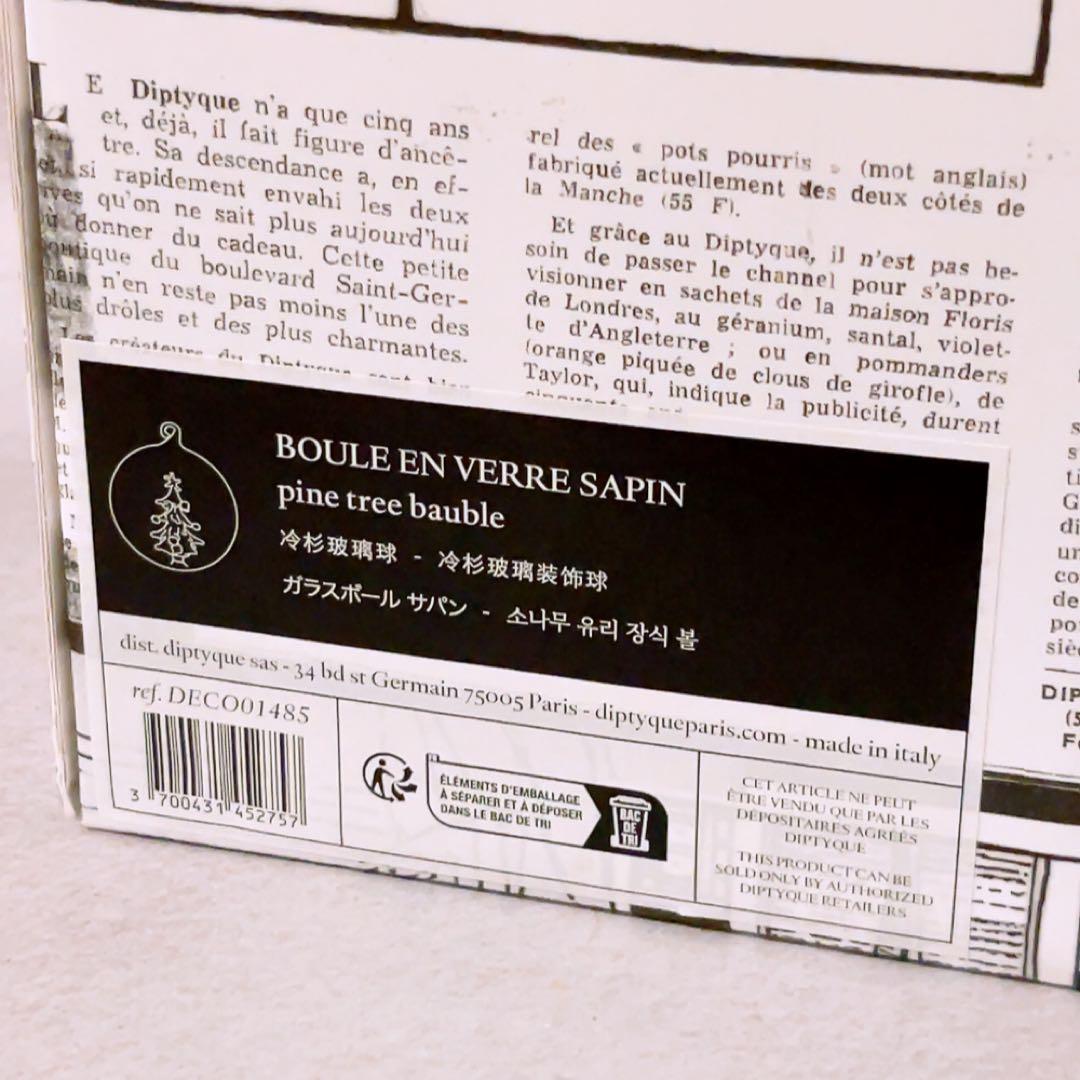 E Diptyque n'a que cinq ans
et, déjà, il fait figure d'ancê-
tre. Sa descendance a, en ef-
si rapidement envahi les deux
rives qu'on ne sait plus aujourd'hui
où donner du cadeau. Cette petite
boutique du boulevard Saint-Ger-
main n'en reste pas moins l'une des
plus drôles et des plus charmantes.
Les créateurs du Diptyque sont bien
rel des « pots pourris » (mot anglais)
fabriqué actuellement des deux côtés de
la Manche (55 F).
Et grâce au Diptyque, il n'est pas be-
soin de passer le channel pour s'appro-
visionner en sachets de la maison Floris
de Londres, au géranium, santal, violet-
te d'Angleterre ; ou en pommanders
(orange piquée de clous de girofle), de
Taylor, qui, indique la publicité, durent
BOULE EN VERRE SAPIN
pine tree bauble
冷杉玻璃球 - 冷杉玻璃装饰球
ガラスボール サパン - 소나무 유리 장식 볼
dist. diptyque sas - 34 bd st Germain 75005 Paris - diptyqueparis.com - made in italy
ref. DECO01485
3 700431 452757
ÉLÉMENTS D'EMBALLAGE
À SÉPARER ET À DÉPOSER
DANS LE BAC DE TRI
BAC
DE
TRI
CET ARTICLE NE PEUT
ÊTRE VENDU QUE PAR LES
DÉPOSITAIRES AGRÉÉS
DIPTYQUE
THIS PRODUCT CAN BE
SOLD ONLY BY AUTHORIZED
DIPTYQUE RETAILERS